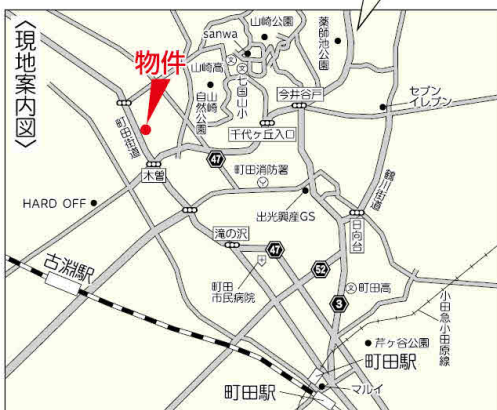 〈現地案内図〉
物件
sanwa
山崎公園
薬師池公園
山崎高
七国山小
山崎
自然公園
今井谷戸
セブン
イレブン
千代ヶ丘入口
町田街道
47
町田消防署
木曽
鶴川街道
HARD OFF
出光興産GS
日向台
滝の沢
47
古淵駅
町田
市民病院
52
町田高
3
小田急小田原線
芹ヶ谷公園
町田駅
町田駅
マルイ